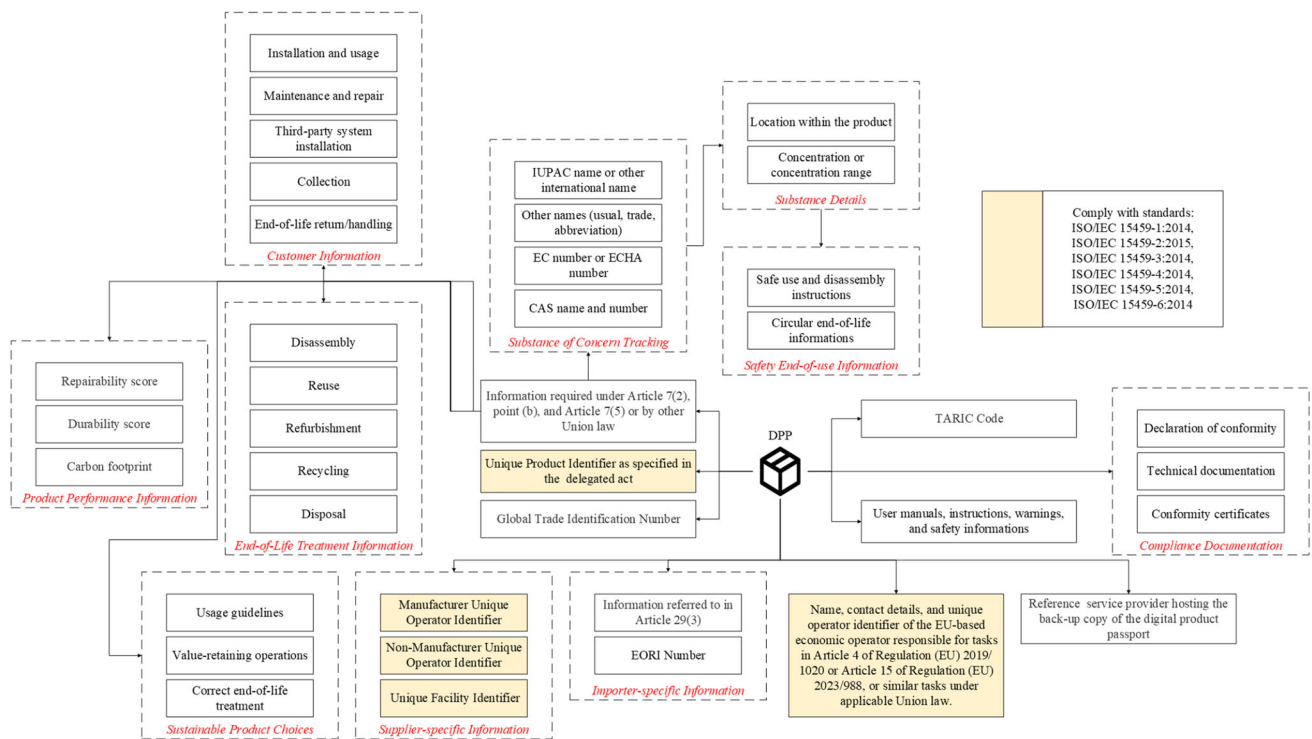 Installation and usage
Maintenance and repair
Third-party system
installation
Collection
End-of-life return/handling
Customer Information
IUPAC name or other
international name
Other names (usual, trade,
abbreviation)
EC number or ECHA
number
CAS name and number
Substance of Concern Tracking
Location within the product
Concentration or
concentration range
Substance Details
Safe use and disassembly
instructions
Circular end-of-life
informations
Safety End-of-use Information
Comply with standards:
ISO/IEC 15459-1:2014,
ISO/IEC 15459-2:2015,
ISO/IEC 15459-3:2014,
ISO/IEC 15459-4:2014,
ISO/IEC 15459-5:2014,
ISO/IEC 15459-6:2014
Repairability score
Durability score
Carbon footprint
Product Performance Information
Disassembly
Reuse
Refurbishment
Recycling
Disposal
End-of-Life Treatment Information
Information required under Article 7(2),
point (b), and Article 7(5) or by other
Union law
Unique Product Identifier as specified in
the delegated act
Global Trade Identification Number
DPP
TARIC Code
User manuals, instructions, warnings,
and safety informations
Declaration of conformity
Technical documentation
Conformity certificates
Compliance Documentation
Usage guidelines
Value-retaining operations
Correct end-of-life
treatment
Sustainable Product Choices
Manufacturer Unique
Operator Identifier
Non-Manufacturer Unique
Operator Identifier
Unique Facility Identifier
Supplier-specific Information
Information referred to in
Article 29(3)
EORI Number
Importer-specific Information
Name, contact details, and unique
operator identifier of the EU-based
economic operator responsible for tasks
in Article 4 of Regulation (EU) 2019/
1020 or Article 15 of Regulation (EU)
2023/988, or similar tasks under
applicable Union law.
Reference service provider hosting the
back-up copy of the digital product
passport